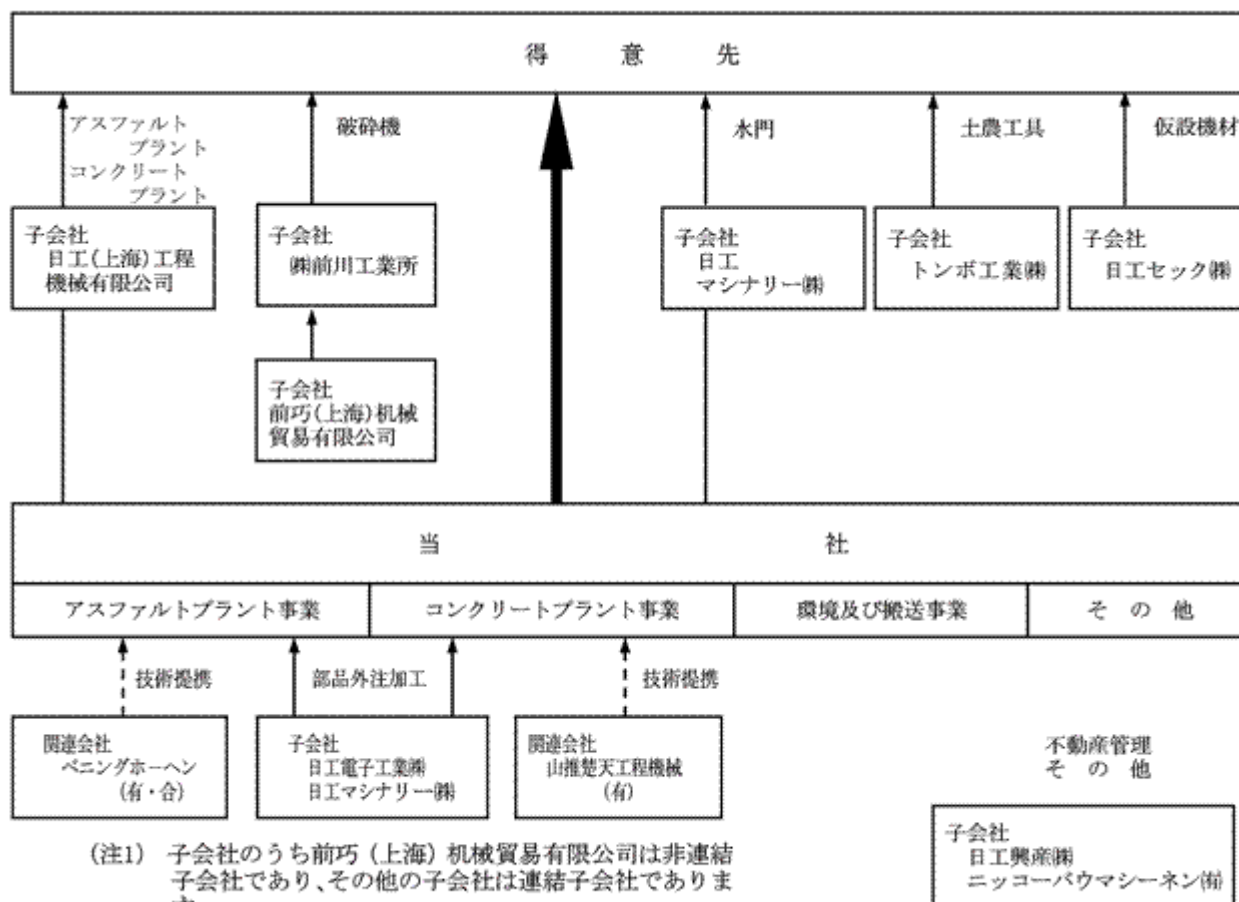 得意先
アスファルト
プラント
コンクリート
プラント
破砕機
水門
土農工具
仮設機材
子会社
日工(上海)工程
機械有限公司
子会社
㈱前川工業所
子会社
日工
マシナリー㈱
子会社
トンボ工業㈱
子会社
日工セック㈱
子会社
前巧(上海)机械
貿易有限公司
当社
アスファルトプラント事業
コンクリートプラント事業
環境及び搬送事業
その他
技術提携
部品外注加工
技術提携
関連会社
ベニングホーヘン
(有・合)
子会社
日工電子工業㈱
日工マシナリー㈱
関連会社
山推楚天工程機械
(有)
不動産管理
その他
子会社
日工興産㈱
ニッコーバウマシーネン㈲
(注1) 子会社のうち前巧(上海)机械貿易有限公司は非連結
子会社であり、その他の子会社は連結子会社でありま